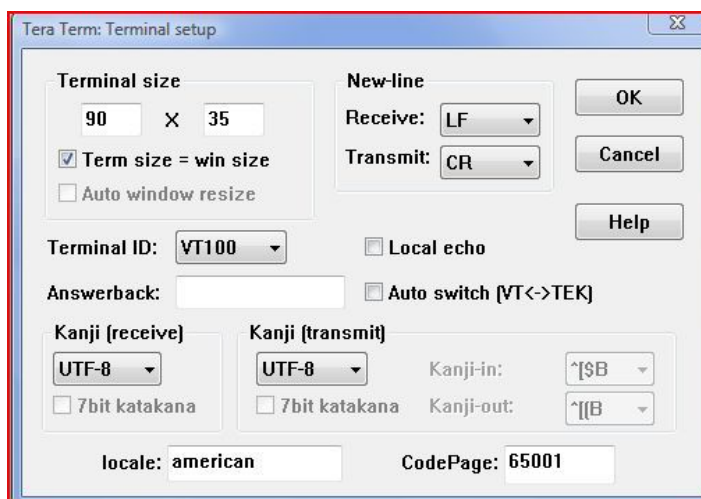 Tera Term: Terminal setup
Terminal size
90 X 35
Term size = win size
Auto window resize
New-line
Receive: LF
Transmit: CR
OK
Cancel
Help
Terminal ID: VT100
Local echo
Answerback:
Auto switch (VT<->TEK)
Kanji (receive)
UTF-8
7bit katakana
Kanji (transmit)
UTF-8
7bit katakana
Kanji-in: ^[$B
Kanji-out: ^[(B
locale: american
CodePage: 65001